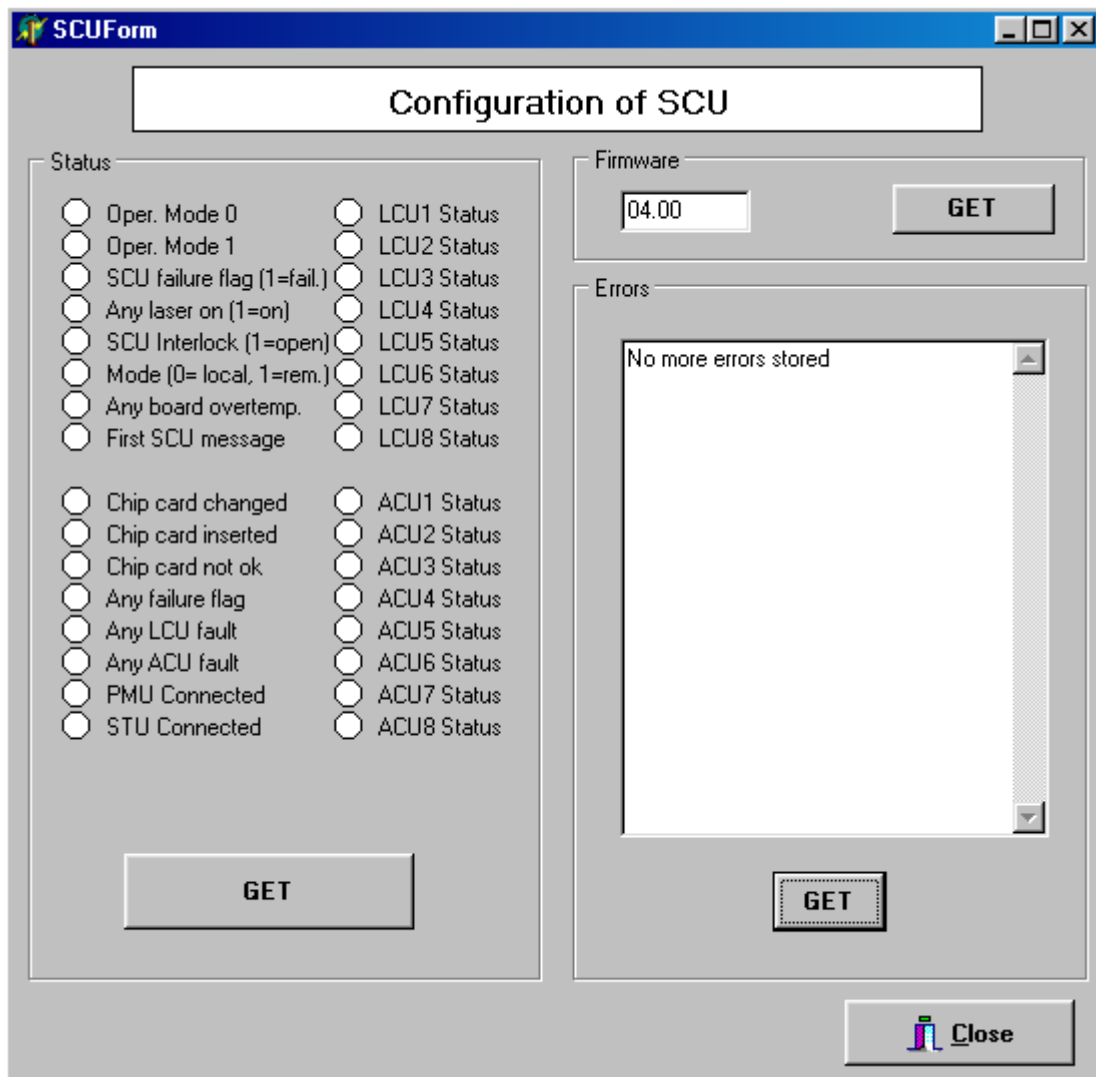 SCUForm
Configuration of SCU
Status
Oper. Mode 0
Oper. Mode 1
SCU failure flag (1=fail.)
Any laser on (1=on)
SCU Interlock (1=open)
Mode (0= local, 1=rem.)
Any board overtemp.
First SCU message
LCU1 Status
LCU2 Status
LCU3 Status
LCU4 Status
LCU5 Status
LCU6 Status
LCU7 Status
LCU8 Status
Chip card changed
Chip card inserted
Chip card not ok
Any failure flag
Any LCU fault
Any ACU fault
PMU Connected
STU Connected
ACU1 Status
ACU2 Status
ACU3 Status
ACU4 Status
ACU5 Status
ACU6 Status
ACU7 Status
ACU8 Status
GET
Firmware
04.00
GET
Errors
No more errors stored
GET
Close